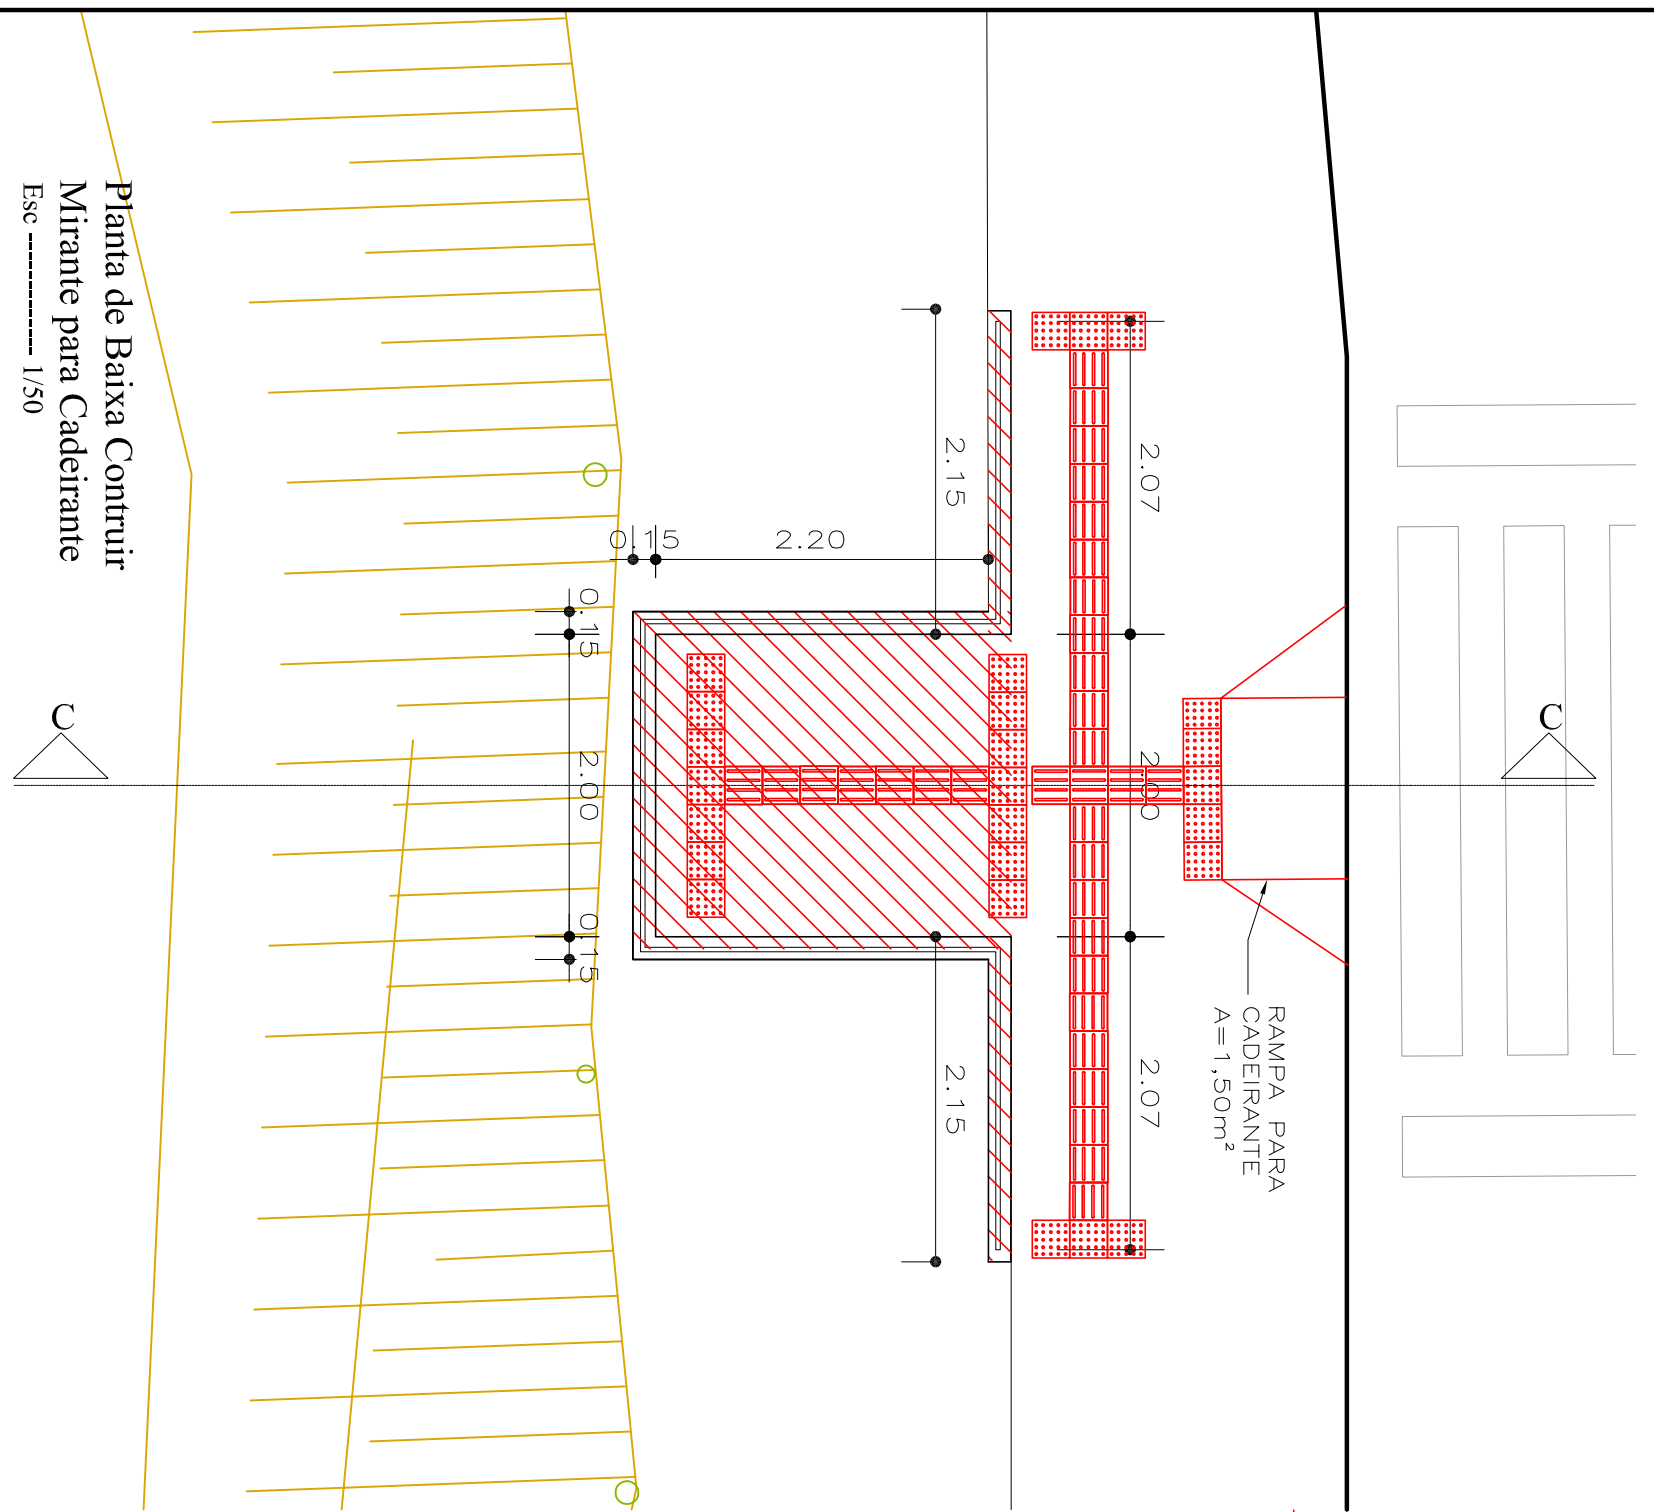 Planta de Baixa Contruir
Mirante para Cadeirante
Esc ------------ 1/50
C
C
2.15
2.07
0.15
2.20
0.15
2.00
2.00
0.15
2.15
2.07
RAMPA PARA
CADEIRANTE
A=1,50m²